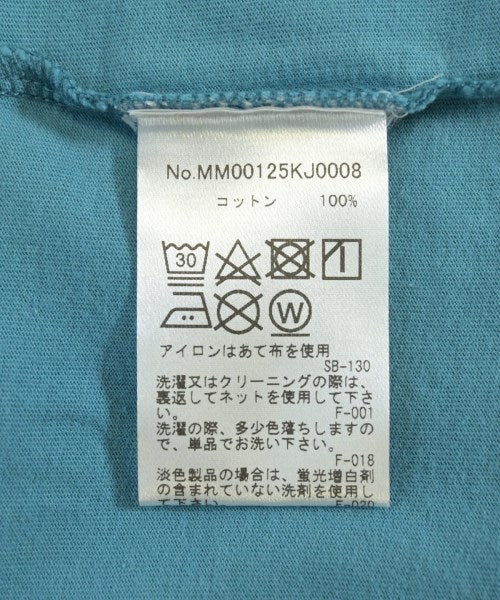 No.MM00125KJ0008
コットン 100%
30
W
アイロンはあて布を使用
SB-130
洗濯又はクリーニングの際は、
裏返してネットを使用して下さ
い。 F-001
洗濯の際、多少色落ちしますの
で、単品でお洗い下さい。
F-018
淡色製品の場合は、蛍光増白剤
の含まれていない洗剤を使用し
て下さい。 F-020